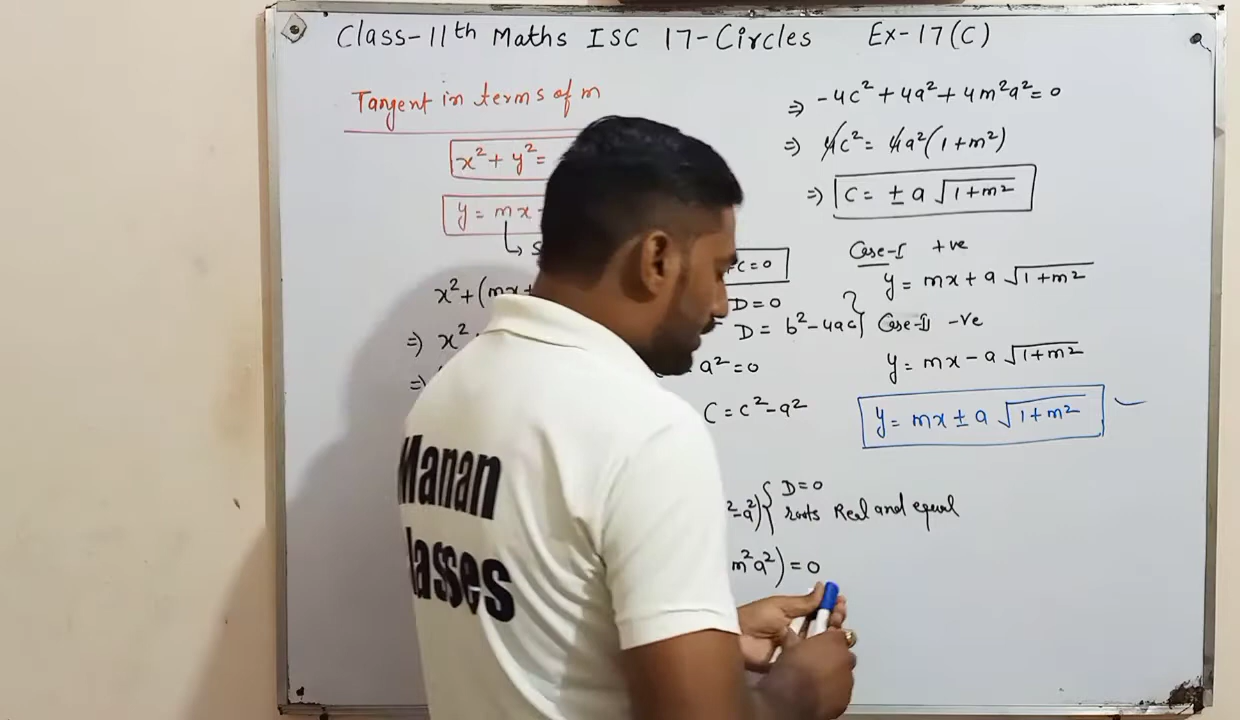 Class-11th Maths ISC 17-Circles Ex-17(C)
Tangent in terms of m
x² + y² =
y = mx
x² + (mx+
⇒ x²
⇒
+C=0
D=0
D = b²-4ac
a²=0
C = c²-a²
²-a²)
D=0
roots Real and equal
m²a²) = 0
⇒ -4c² + 4a² + 4m²a² = 0
⇒ 4c² = 4a²(1+m²)
⇒ C = ± a √1+m²
Case-I +ve
y = mx + a √1+m²
Case-II -ve
y = mx - a √1+m²
y = mx ± a √1+m²
Manan
lasses